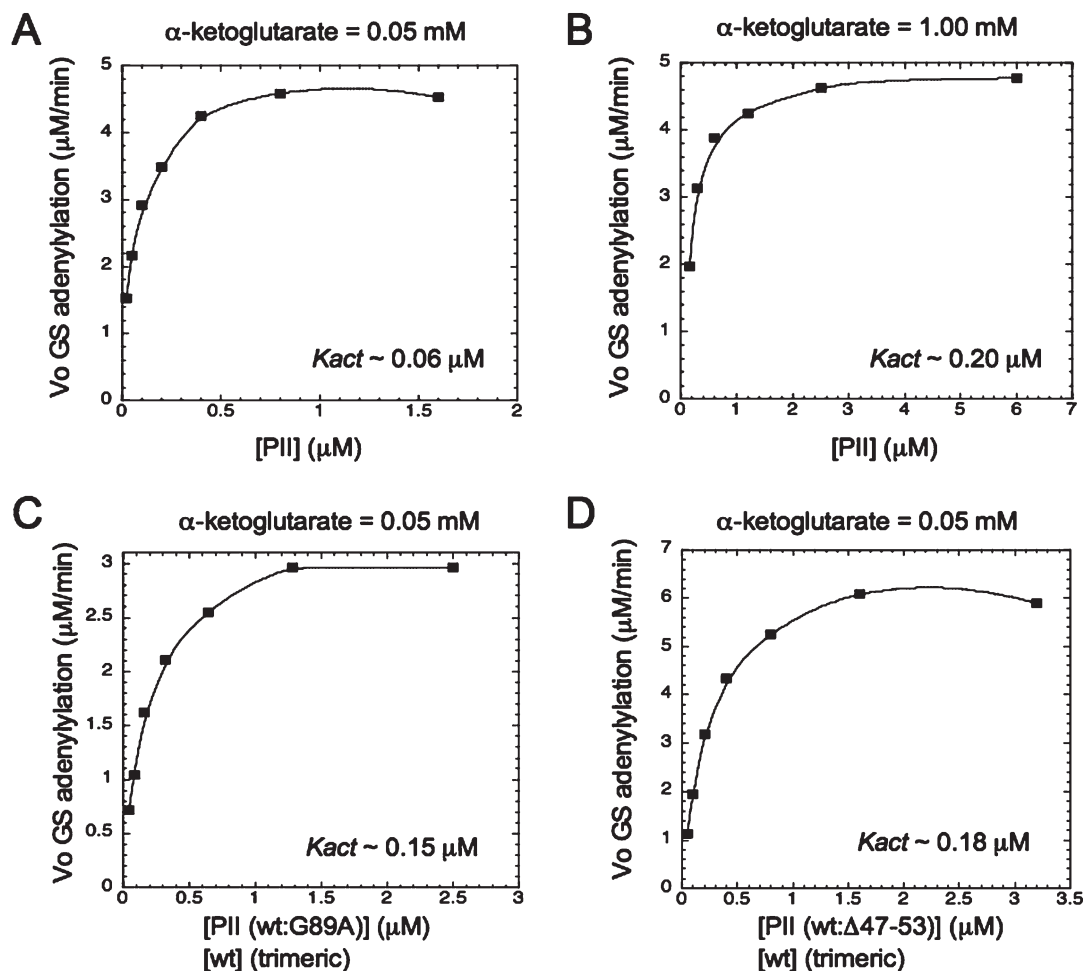 A
α-ketoglutarate = 0.05 mM
Vo GS adenylylation (μM/min)
5
4
3
2
1
0
0 0.5 1 1.5 2
Kact ~ 0.06 μM
[PII] (μM)
B
α-ketoglutarate = 1.00 mM
Vo GS adenylylation (μM/min)
5
4
3
2
1
0
0 1 2 3 4 5 6 7
Kact ~ 0.20 μM
[PII] (μM)
C
α-ketoglutarate = 0.05 mM
Vo GS adenylylation (μM/min)
3
2.5
2
1.5
1
0.5
0
0 0.5 1 1.5 2 2.5 3
Kact ~ 0.15 μM
[PII (wt:G89A)] (μM)
[wt] (trimeric)
D
α-ketoglutarate = 0.05 mM
Vo GS adenylylation (μM/min)
7
6
5
4
3
2
1
0
0 0.5 1 1.5 2 2.5 3 3.5
Kact ~ 0.18 μM
[PII (wt:Δ47-53)] (μM)
[wt] (trimeric)